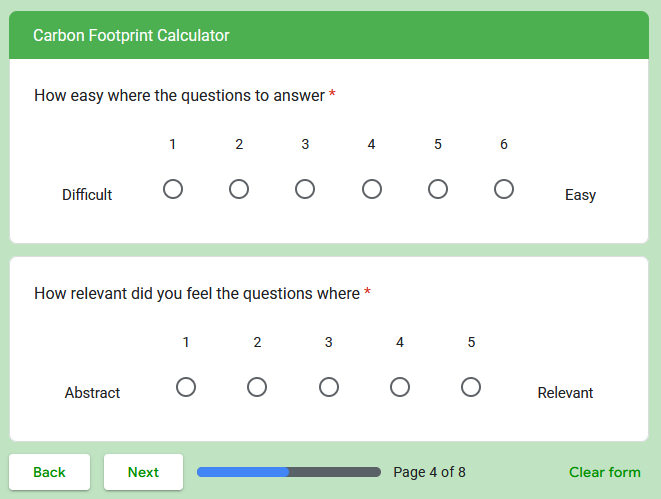 Carbon Footprint Calculator
How easy where the questions to answer *
1 2 3 4 5 6
Difficult Easy
How relevant did you feel the questions where *
1 2 3 4 5
Abstract Relevant
Back Next Page 4 of 8 Clear form